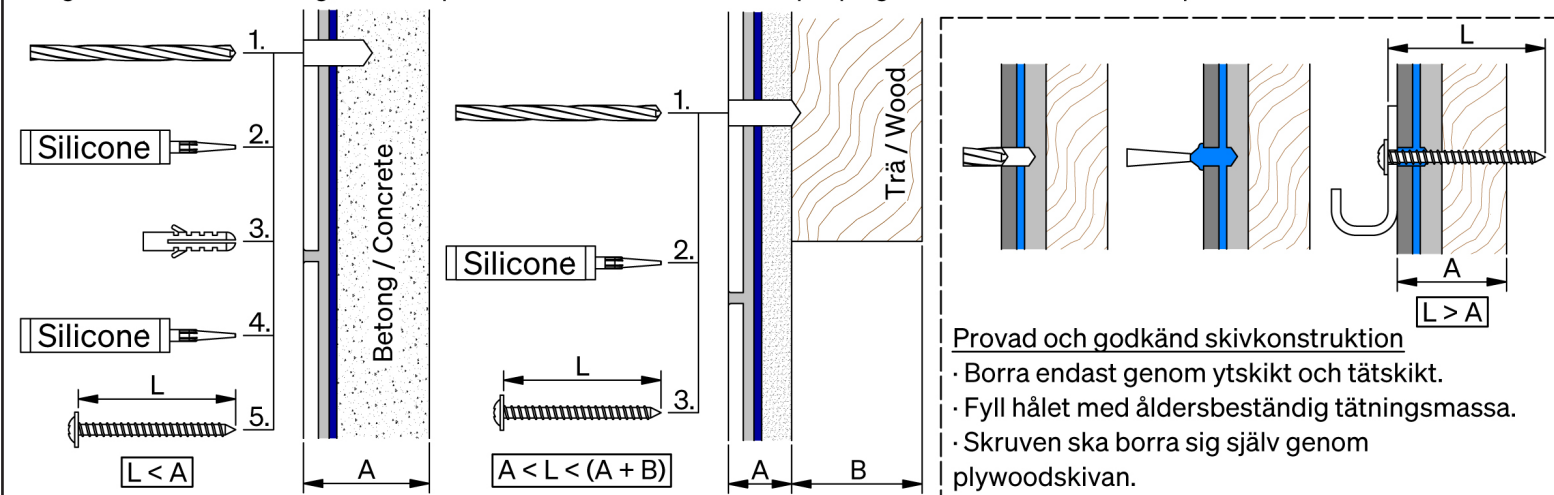 1.
Silicone
2.
3.
Silicone
4.
L
5.
L < A
Betong / Concrete
A
1.
Silicone
2.
L
3.
A < L < (A + B)
Trä / Wood
A
B
L
A
L > A
Provad och godkänd skivkonstruktion
· Borra endast genom ytskikt och tätskikt.
· Fyll hålet med åldersbeständig tätningsmassa.
· Skruven ska borra sig själv genom
plywoodskivan.